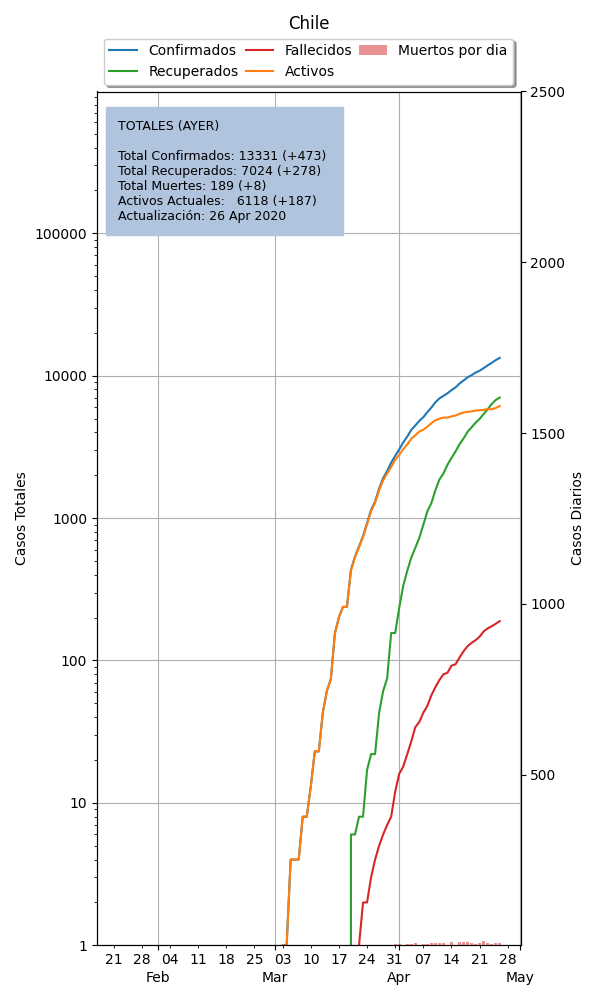 Chile
Confirmados
Recuperados
Fallecidos
Activos
Muertos por dia
TOTALES (AYER)
Total Confirmados: 13331 (+473)
Total Recuperados: 7024 (+278)
Total Muertes: 189 (+8)
Activos Actuales:   6118 (+187)
Actualización: 26 Apr 2020
Casos Totales
100000
10000
1000
100
10
1
2500
2000
1500
1000
500
Casos Diarios
21 28 04 11 18 25 03 10 17 24 31 07 14 21 28
Feb Mar Apr May